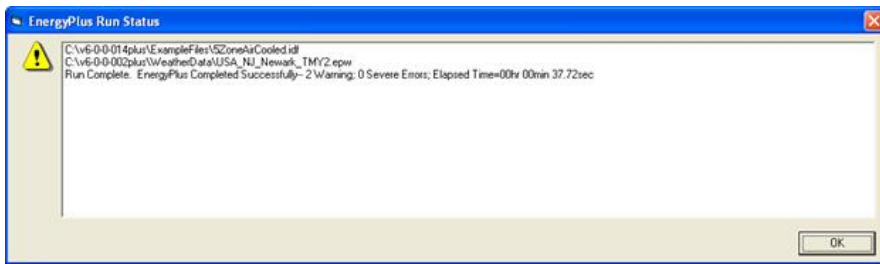 EnergyPlus Run Status
C:\v6-0-0-014plus\ExampleFiles\5ZoneAirCooled.idf
C:\v6-0-0-002plus\WeatherData\USA_NJ_Newark_TMY2.epw
Run Complete.  EnergyPlus Completed Successfully-- 2 Warning; 0 Severe Errors; Elapsed Time=00hr 00min 37.72sec
OK